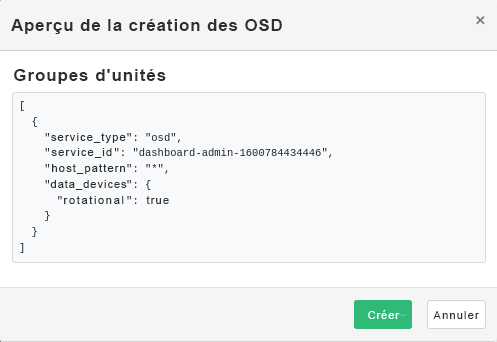 Aperçu de la création des OSD
×
Groupes d'unités
[
{
"service_type": "osd",
"service_id": "dashboard-admin-1600784434446",
"host_pattern": "*",
"data_devices": {
"rotational": true
}
}
]
Créer
Annuler